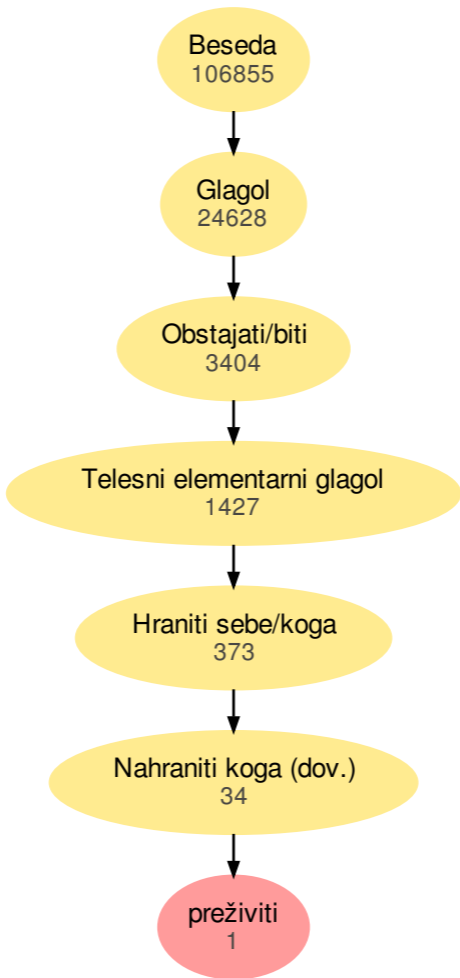 Beseda
106855
Glagol
24628
Obstajati/biti
3404
Telesni elementarni glagol
1427
Hraniti sebe/koga
373
Nahraniti koga (dov.)
34
preživiti
1